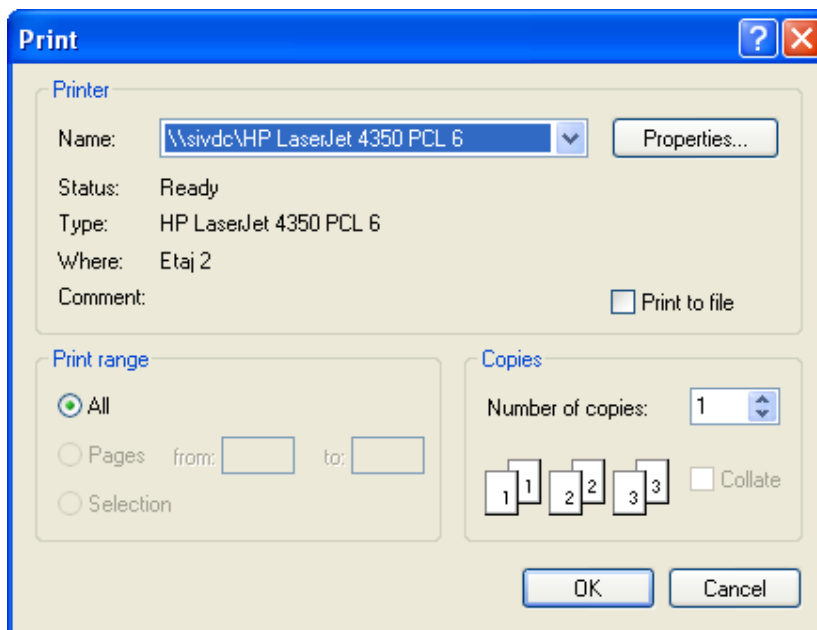 Print
Printer
Name: \\sivdc\HP LaserJet 4350 PCL 6 Properties...
Status: Ready
Type: HP LaserJet 4350 PCL 6
Where: Etaj 2
Comment: Print to file
Print range
All
Pages from: to:
Selection
Copies
Number of copies: 1
1 1 2 2 3 3 Collate
OK Cancel